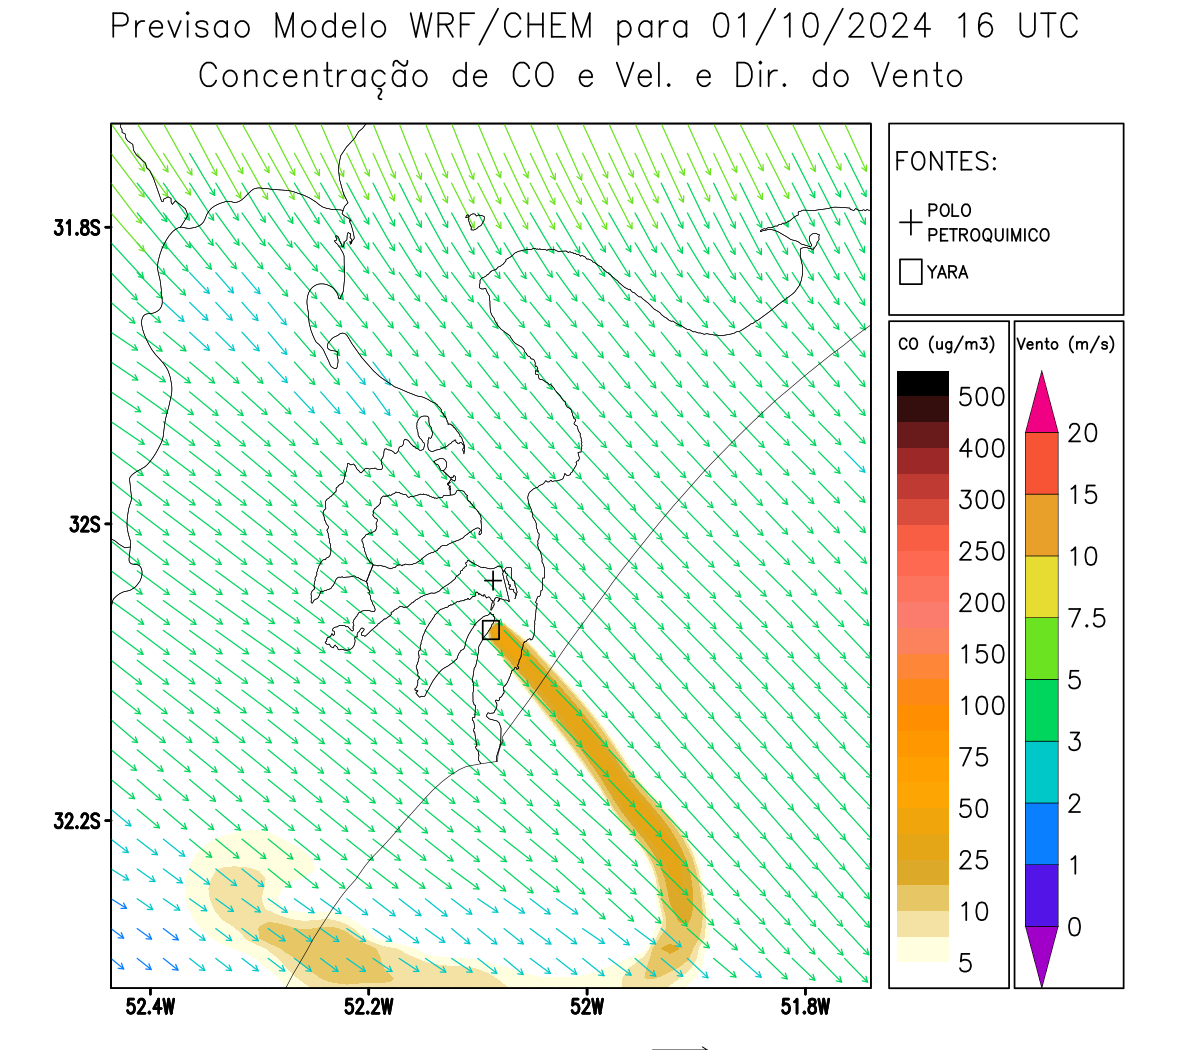 Previsao Modelo WRF/CHEM para 01/10/2024 16 UTC
Concentração de CO e Vel. e Dir. do Vento
FONTES:
POLO
PETROQUIMICO
YARA
CO (ug/m3)
500
400
300
250
200
150
100
75
50
25
10
5
Vento (m/s)
20
15
10
7.5
5
3
2
1
0
31.8S
32S
32.2S
52.4W
52.2W
52W
51.8W